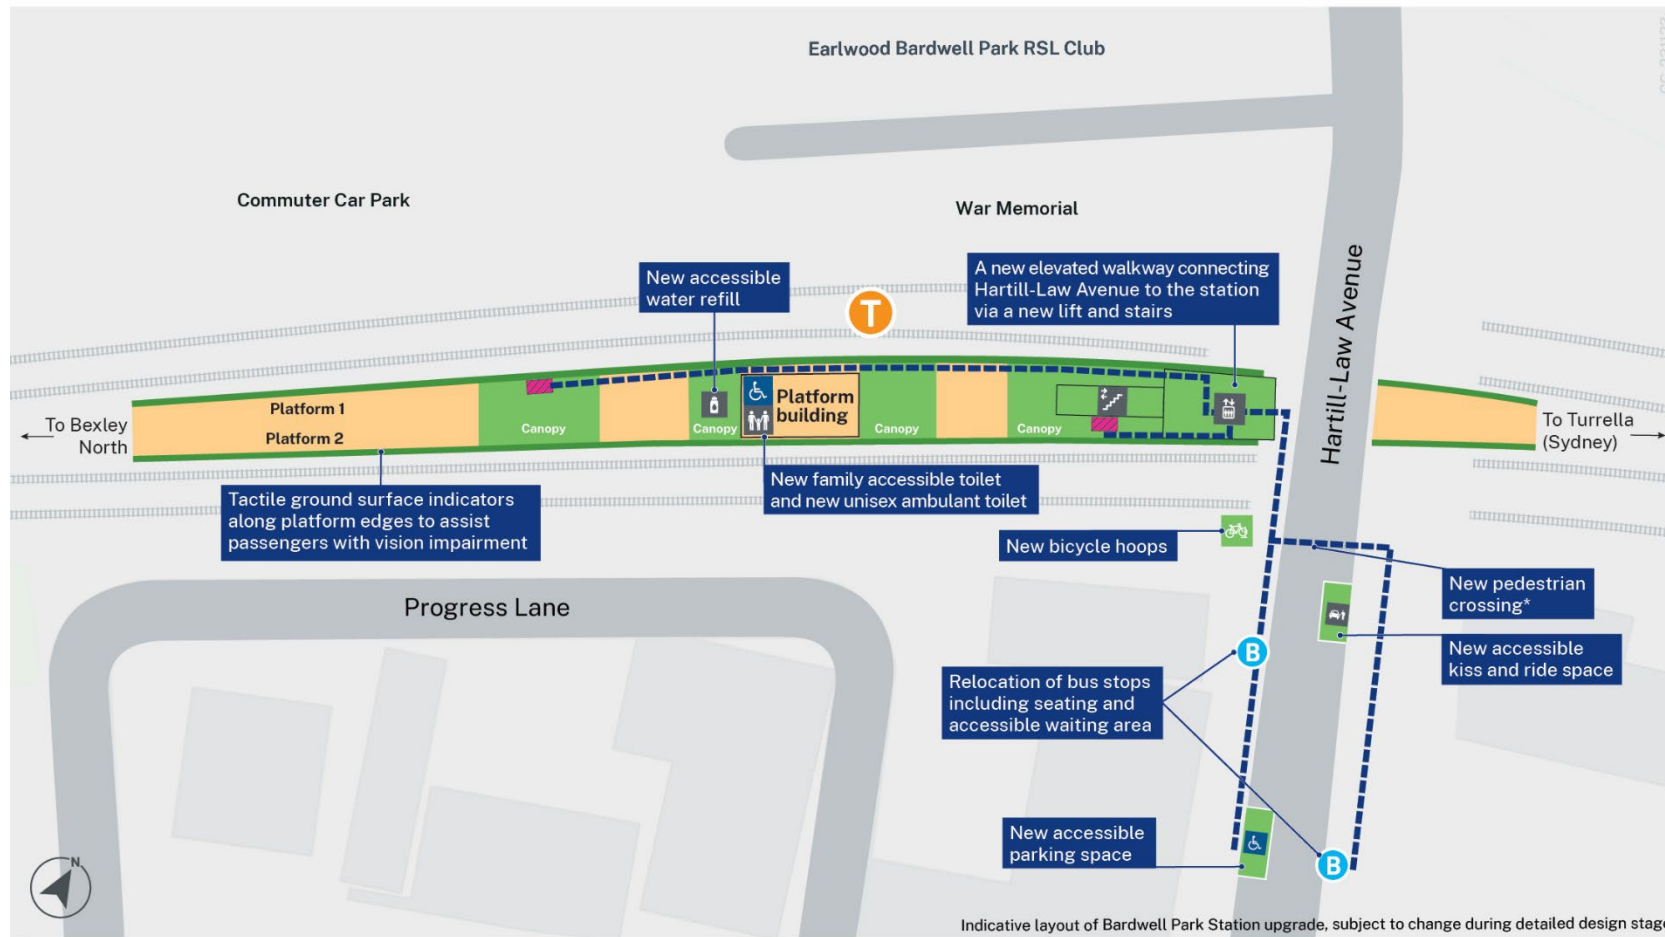 Earlwood Bardwell Park RSL Club
Commuter Car Park
War Memorial
Hartill-Law Avenue
New accessible
water refill
T
A new elevated walkway connecting
Hartill-Law Avenue to the station
via a new lift and stairs
To Bexley
North
Platform 1
Platform 2
Canopy
Canopy
Platform
building
Canopy
Canopy
To Turrella
(Sydney)
Tactile ground surface indicators
along platform edges to assist
passengers with vision impairment
New family accessible toilet
and new unisex ambulant toilet
New bicycle hoops
Progress Lane
New pedestrian
crossing*
New accessible
kiss and ride space
B
Relocation of bus stops
including seating and
accessible waiting area
New accessible
parking space
B
N
Indicative layout of Bardwell Park Station upgrade, subject to change during detailed design stage